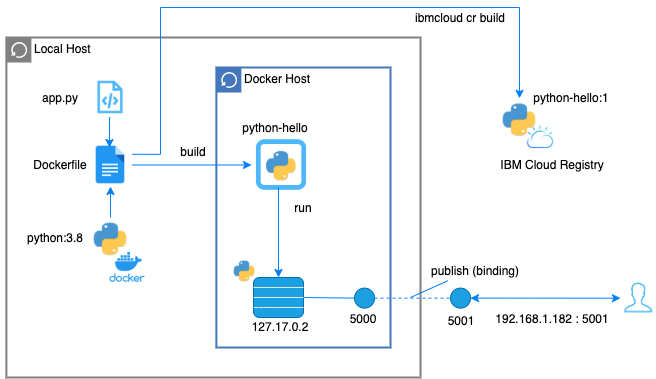 ibmcloud cr build
Local Host
Docker Host
app.py
python-hello:1
python-hello
Dockerfile
build
IBM Cloud Registry
run
python:3.8
docker
publish (binding)
127.17.0.2
5000
5001
192.168.1.182 : 5001